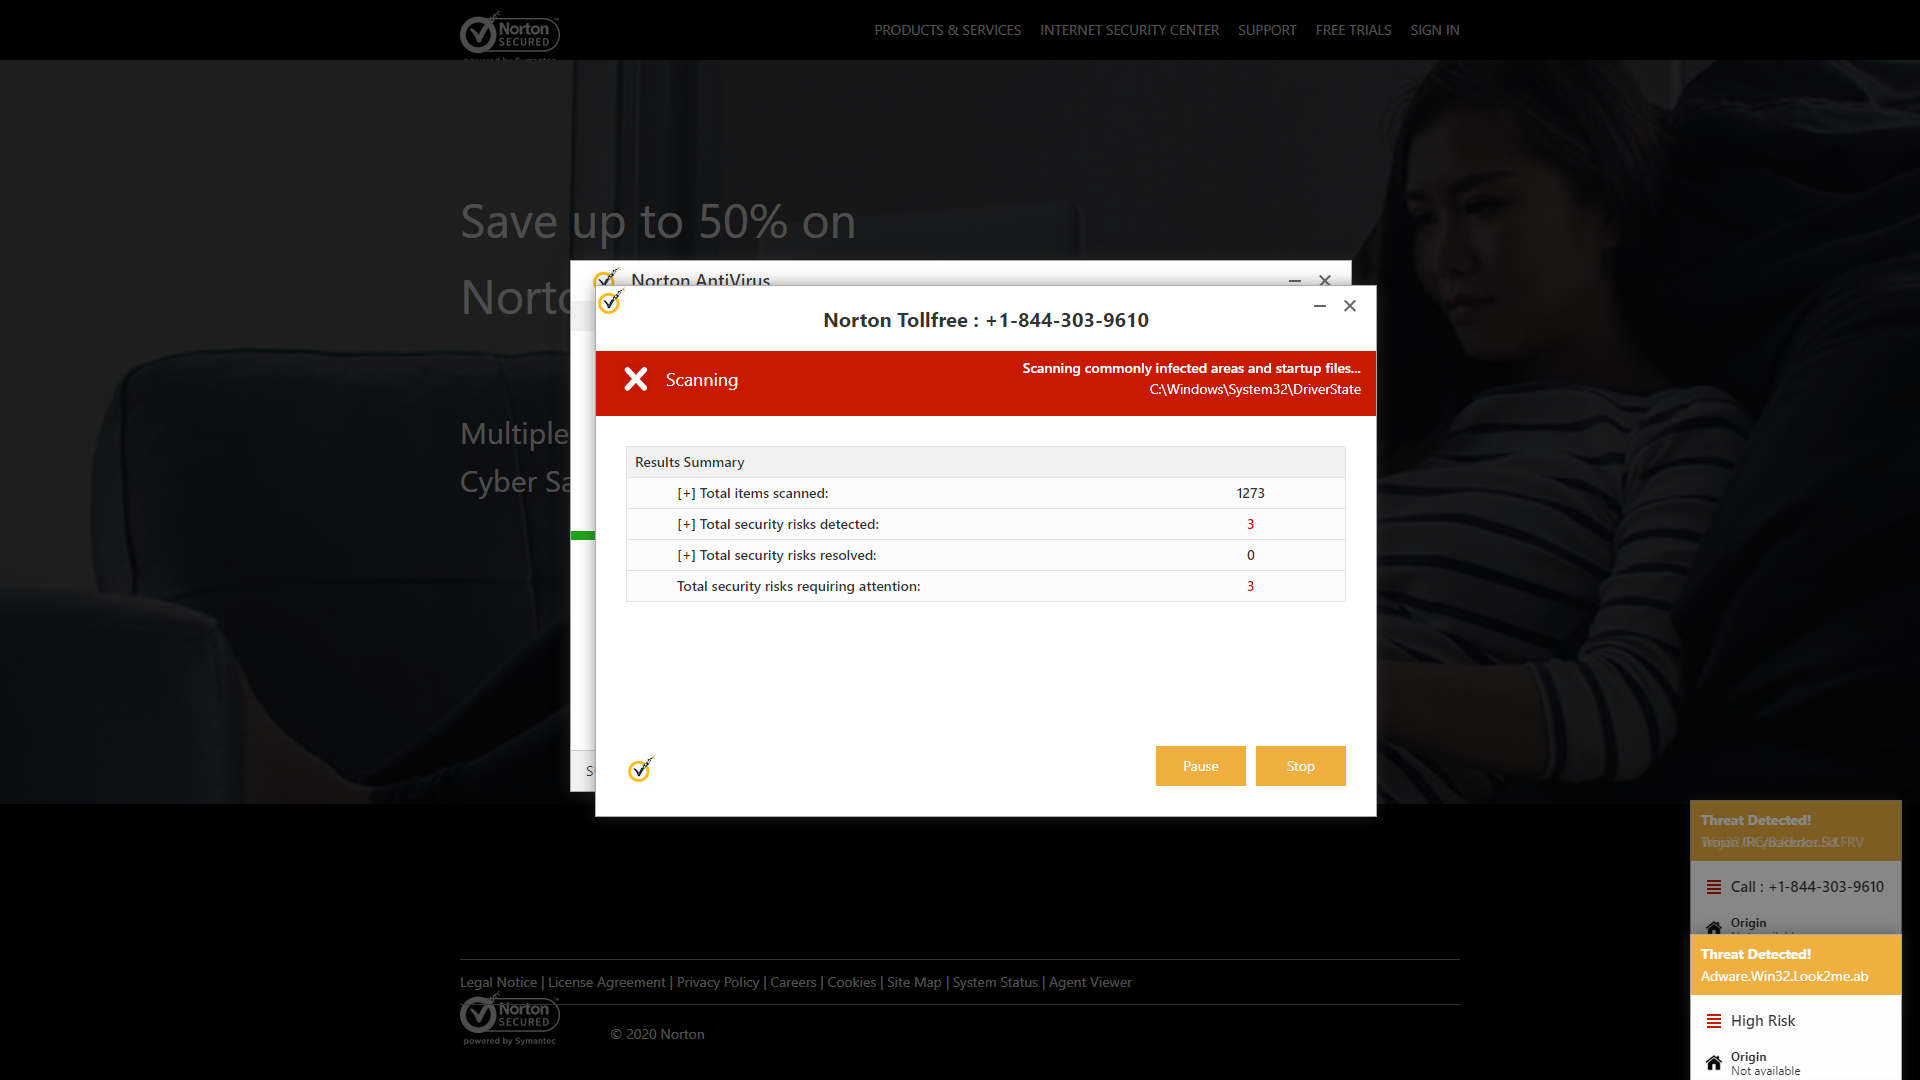 Norton
SECURED
powered by Symantec
PRODUCTS & SERVICES
INTERNET SECURITY CENTER
SUPPORT
FREE TRIALS
SIGN IN
Save up to 50% on
Multiple
Cyber
Norton AntiVirus
Norton Tollfree : +1-844-303-9610
Scanning
Scanning commonly infected areas and startup files...
C:\Windows\System32\DriverState
Results Summary
[+] Total items scanned: 1273
[+] Total security risks detected: 3
[+] Total security risks resolved: 0
Total security risks requiring attention: 3
Pause
Stop
Threat Detected!
Call : +1-844-303-9610
Origin
Threat Detected!
Adware.Win32.Look2me.ab
High Risk
Origin
Not available
Legal Notice | License Agreement | Privacy Policy | Careers | Cookies | Site Map | System Status | Agent Viewer
Norton
SECURED
powered by Symantec
© 2020 Norton